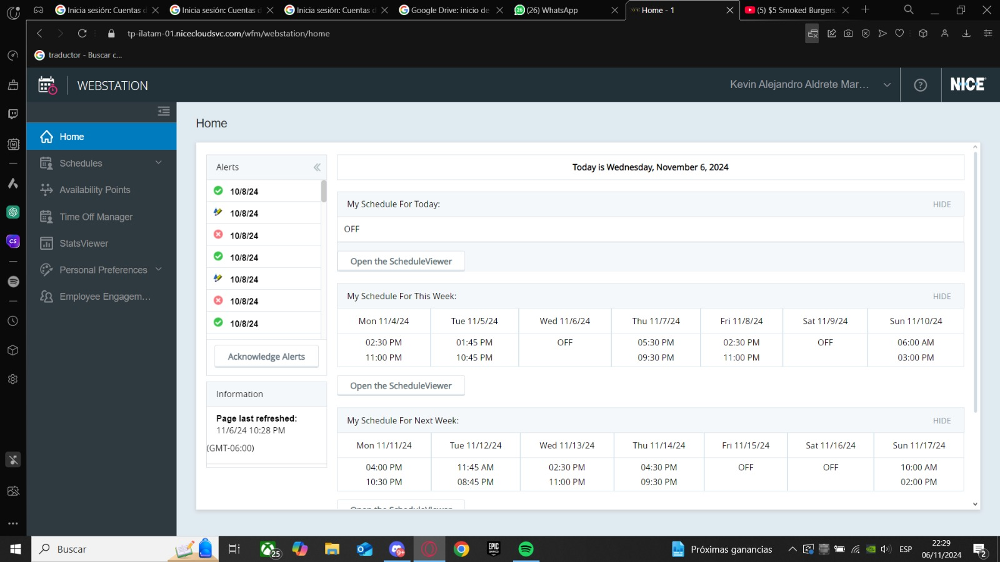 Inicia sesión: Cuentas d
Inicia sesión: Cuentas d
Inicia sesión: Cuentas d
Google Drive: inicio de
(26) WhatsApp
Home - 1
(5) $5 Smoked Burgers
tp-ilatam-01.nicecloudsvc.com/wfm/webstation/home
traductor - Buscar c...
WEBSTATION
Kevin Alejandro Aldrete Mar...
NICE
Home
Schedules
Availability Points
Time Off Manager
StatsViewer
Personal Preferences
Employee Engagem...
Home
Alerts
10/8/24
10/8/24
10/8/24
10/8/24
10/8/24
10/8/24
10/8/24
Acknowledge Alerts
Information
Page last refreshed:
11/6/24 10:28 PM
(GMT-06:00)
Today is Wednesday, November 6, 2024
My Schedule For Today:
HIDE
OFF
Open the ScheduleViewer
My Schedule For This Week:
HIDE
Mon 11/4/24 Tue 11/5/24 Wed 11/6/24 Thu 11/7/24 Fri 11/8/24 Sat 11/9/24 Sun 11/10/24
02:30 PM 01:45 PM OFF 05:30 PM 02:30 PM OFF 06:00 AM
11:00 PM 10:45 PM 09:30 PM 11:00 PM 03:00 PM
Open the ScheduleViewer
My Schedule For Next Week:
HIDE
Mon 11/11/24 Tue 11/12/24 Wed 11/13/24 Thu 11/14/24 Fri 11/15/24 Sat 11/16/24 Sun 11/17/24
04:00 PM 11:45 AM 02:30 PM 04:30 PM OFF OFF 10:00 AM
10:30 PM 08:45 PM 11:00 PM 09:30 PM 02:00 PM
Open the ScheduleViewer
Buscar
25
9+
EPIC
GAMES
Próximas ganancias
ESP
22:29
06/11/2024
2